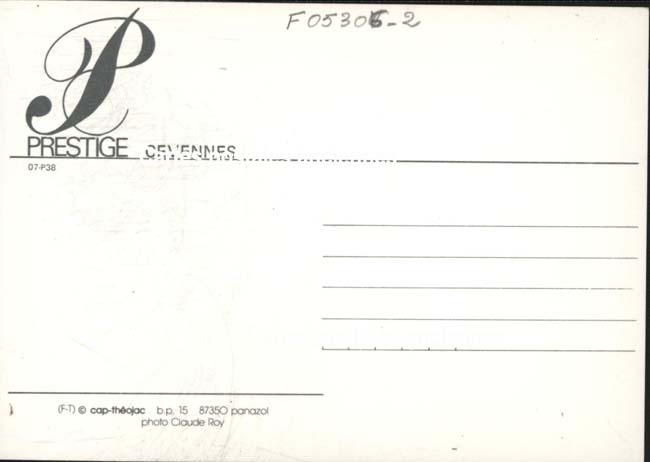 F05306-2
P
PRESTIGE CEVENNES
07-P38
(F-T) © cap-théojac b.p. 15 87350 panazol
photo Claude Roy